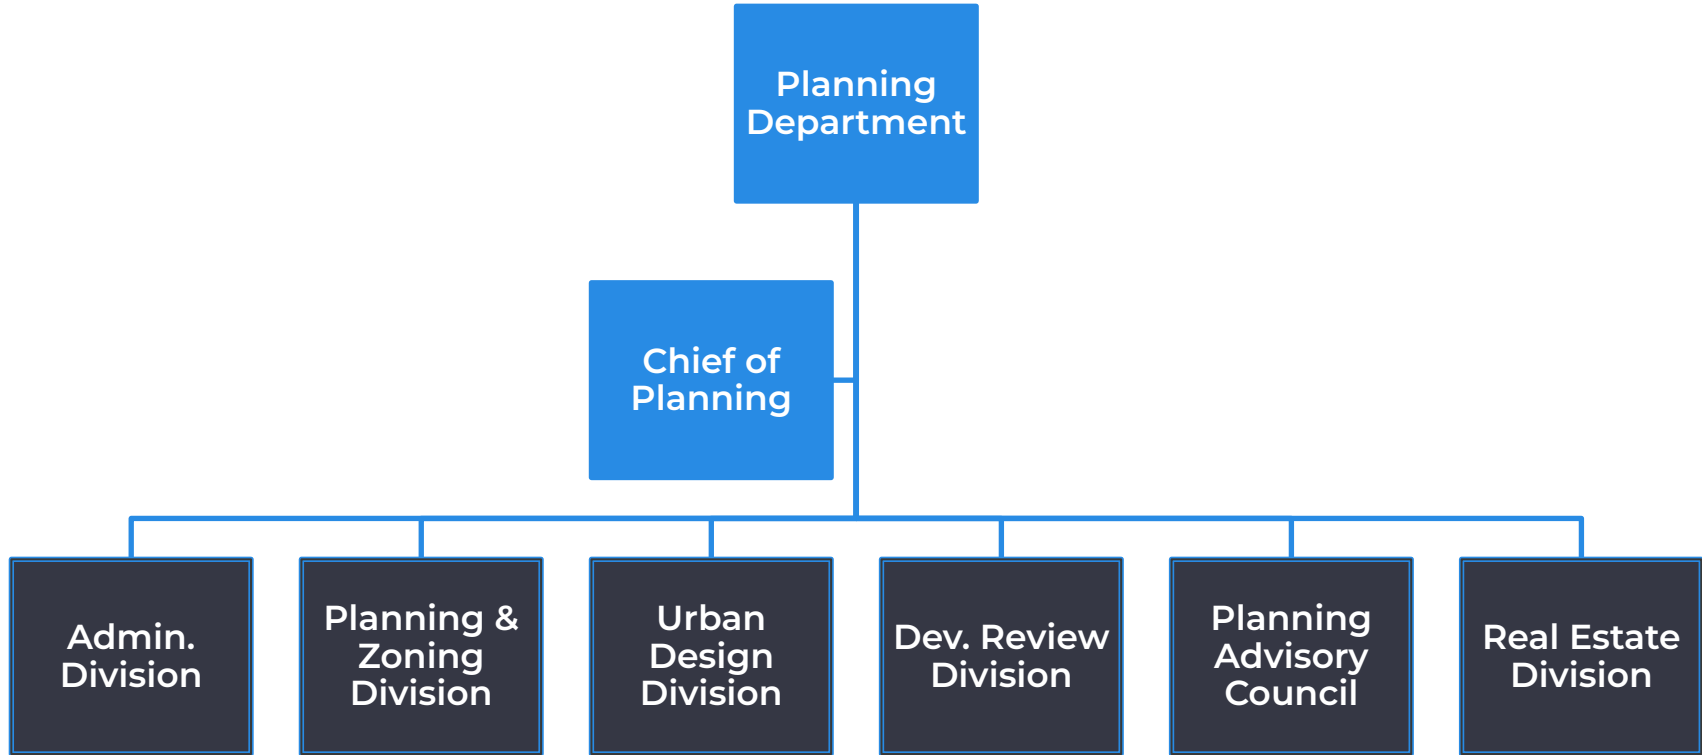 Planning
Department
Chief of
Planning
Admin.
Division
Planning &
Zoning
Division
Urban
Design
Division
Dev. Review
Division
Planning
Advisory
Council
Real Estate
Division